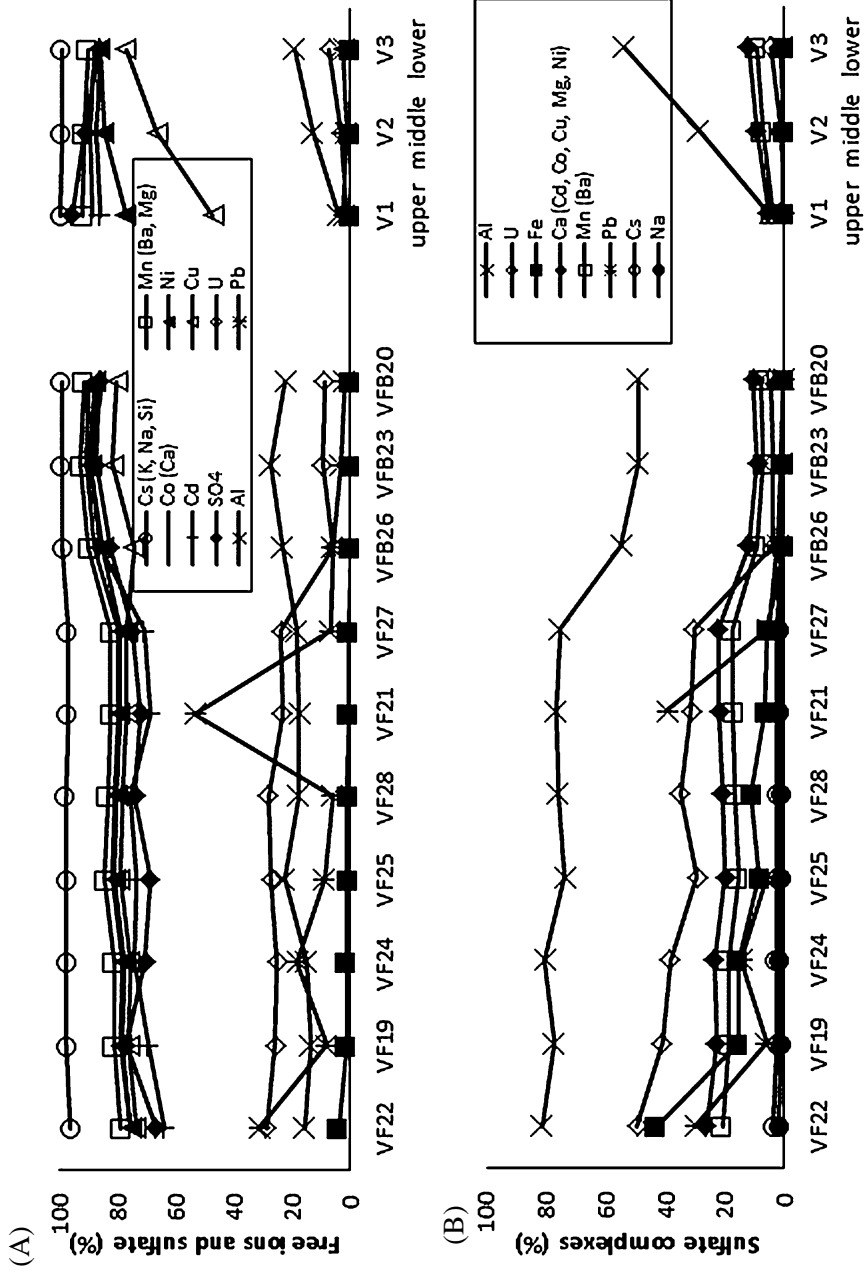 (A)
Free ions and sulfate (%)
100
80
60
40
20
0
VF22 VF19 VF24 VF25 VF28 VF21 VF27 VFB26 VFB23 VFB20 V1 V2 V3
upper middle lower
Cs (K, Na, Si)
Co (Ca)
Cd
SO4
Al
Mn (Ba, Mg)
Ni
Cu
U
Pb
(B)
Sulfate complexes (%)
100
80
60
40
20
0
VF22 VF19 VF24 VF25 VF28 VF21 VF27 VFB26 VFB23 VFB20 V1 V2 V3
upper middle lower
Al
U
Fe
Ca (Cd, Co, Cu, Mg, Ni)
Mn (Ba)
Pb
Cs
Na